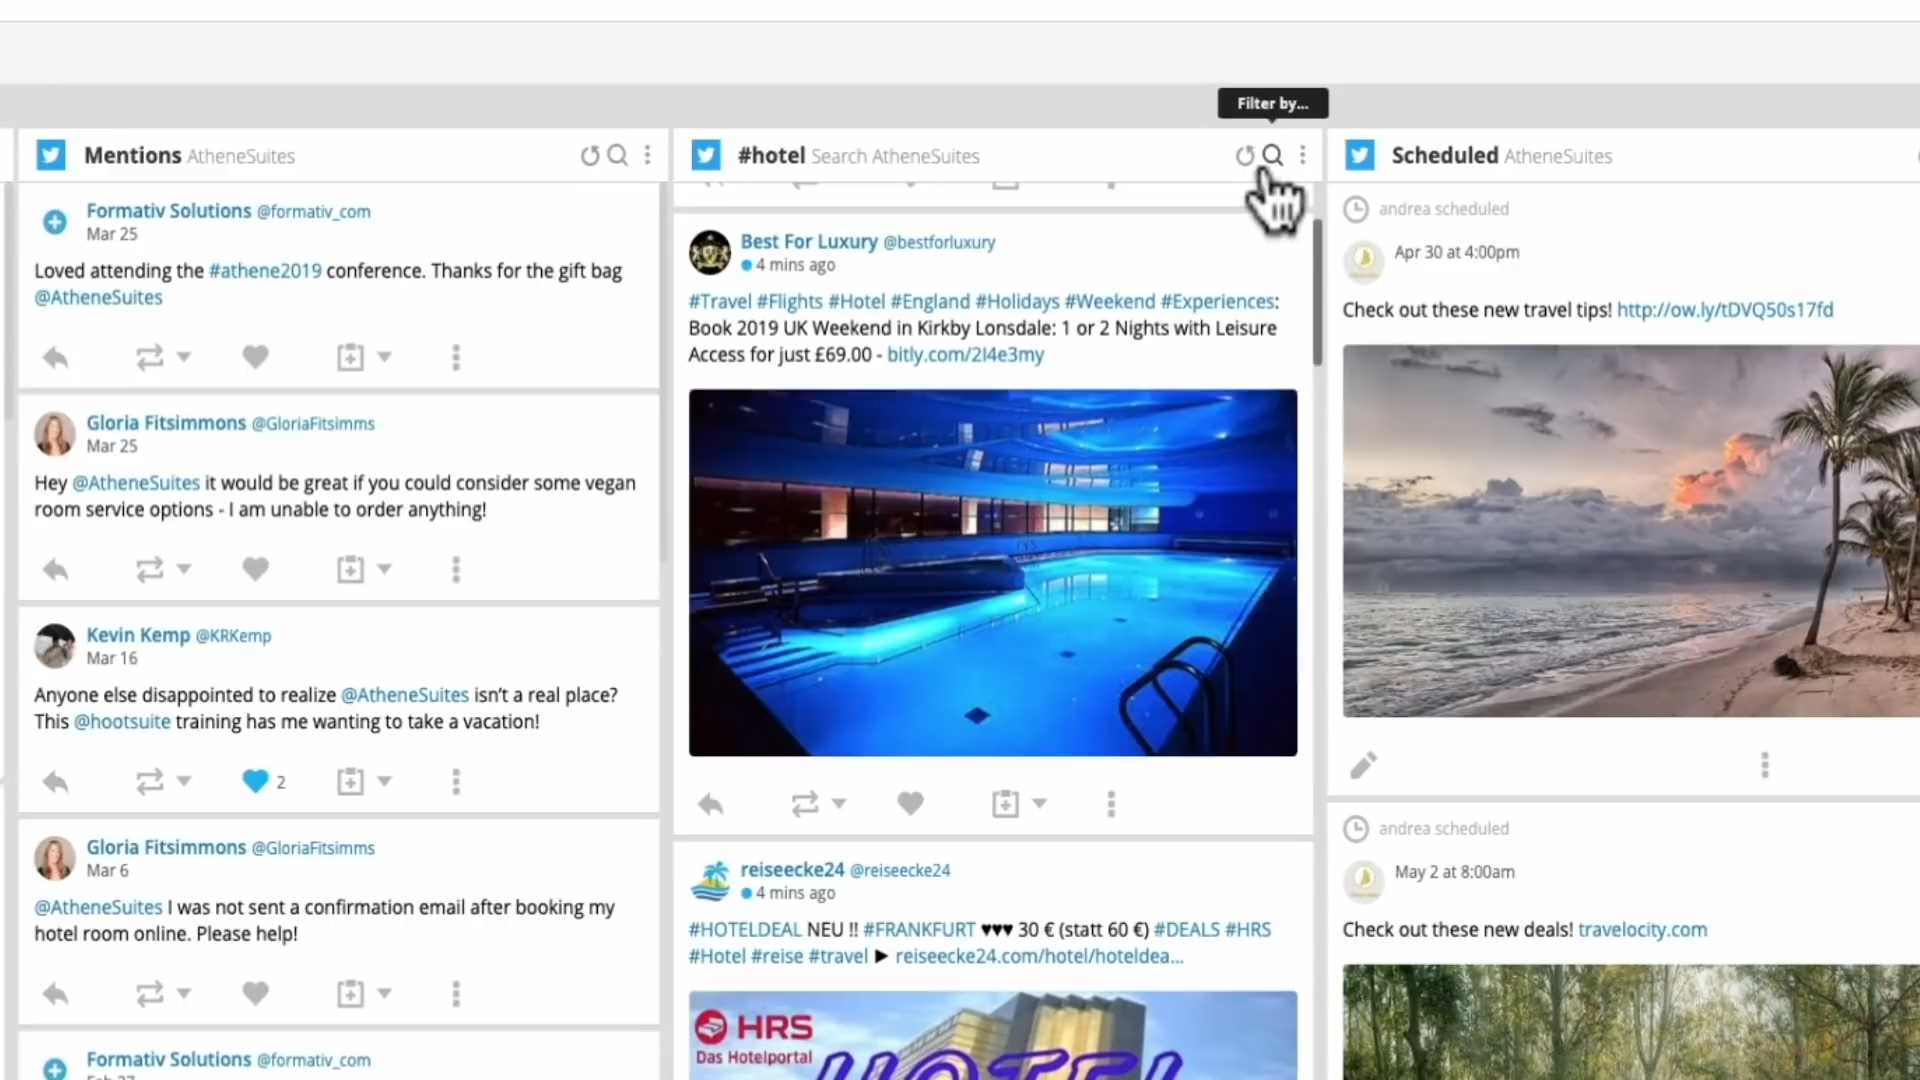 Filter by...
Mentions AtheneSuites
Formativ Solutions @formativ_com
Mar 25
Loved attending the #athene2019 conference. Thanks for the gift bag
@AtheneSuites
Gloria Fitsimmons @GloriaFitsimms
Mar 25
Hey @AtheneSuites it would be great if you could consider some vegan
room service options - I am unable to order anything!
Kevin Kemp @KRKemp
Mar 16
Anyone else disappointed to realize @AtheneSuites isn't a real place?
This @hootsuite training has me wanting to take a vacation!
2
Gloria Fitsimmons @GloriaFitsimms
Mar 6
@AtheneSuites I was not sent a confirmation email after booking my
hotel room online. Please help!
Formativ Solutions @formativ_com
#hotel Search AtheneSuites
Best For Luxury @bestforluxury
4 mins ago
#Travel #Flights #Hotel #England #Holidays #Weekend #Experiences:
Book 2019 UK Weekend in Kirkby Lonsdale: 1 or 2 Nights with Leisure
Access for just £69.00 - bitly.com/2I4e3my
reiseecke24 @reiseecke24
4 mins ago
#HOTELDEAL NEU !! #FRANKFURT ♥♥♥ 30 € (statt 60 €) #DEALS #HRS
#Hotel #reise #travel ► reiseecke24.com/hotel/hoteldea...
HRS
Das Hotelportal
HOTEL
Scheduled AtheneSuites
andrea scheduled
Apr 30 at 4:00pm
Check out these new travel tips! http://ow.ly/tDVQ50s17fd
andrea scheduled
May 2 at 8:00am
Check out these new deals! travelocity.com